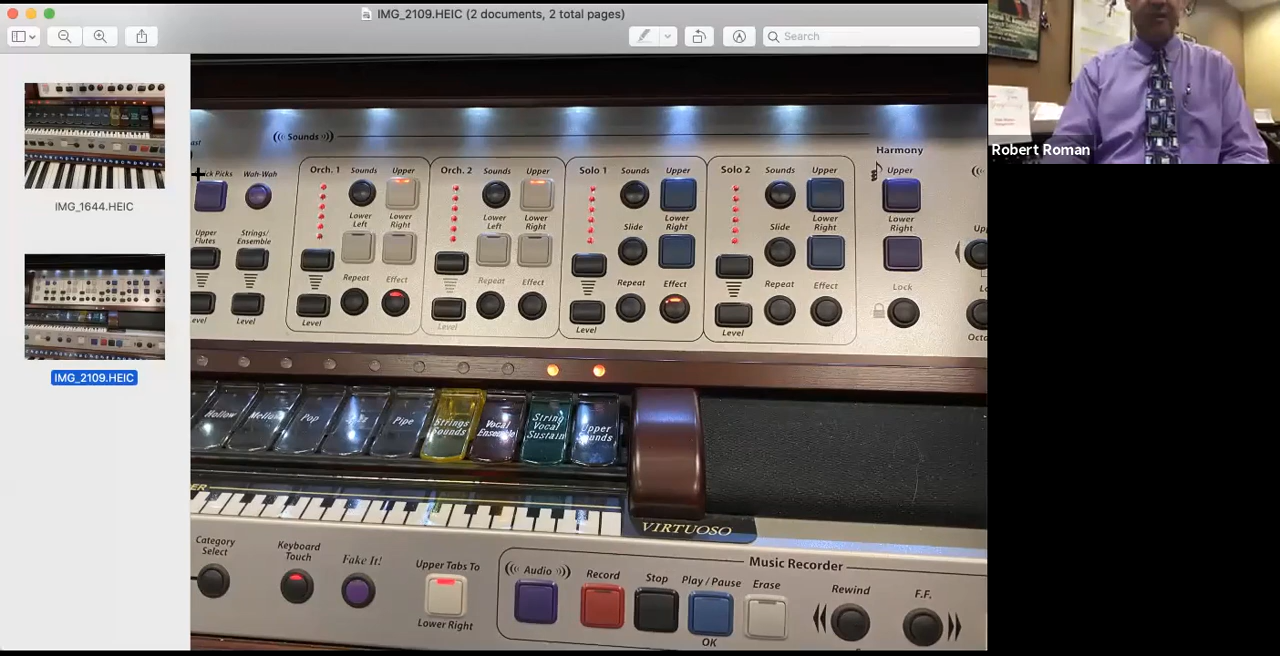 IMG_2109.HEIC (2 documents, 2 total pages)
Search
IMG_1644.HEIC
IMG_2109.HEIC
Robert Roman
((( Sounds )))
Harmony
Picks
Wah-Wah
Orch. 1
Sounds
Upper
Orch. 2
Sounds
Upper
Solo 1
Sounds
Upper
Solo 2
Sounds
Upper
Upper
Upper
Flutes
Strings/
Ensemble
Lower
Left
Lower
Right
Lower
Left
Lower
Right
Slide
Lower
Right
Slide
Lower
Right
Lower
Right
Repeat
Effect
Repeat
Effect
Repeat
Effect
Repeat
Effect
Lock
Level
Level
Level
Level
Level
Hollow
Mellow
Pop
Jazz
Pipe
Strings
Sounds
Vocal
Ensemble
String
Vocal
Sustain
Upper
Sounds
VIRTUOSO
Category
Select
Keyboard
Touch
Fake It!
Upper Tabs To
Lower Right
Music Recorder
((( Audio )))
Record
Stop
Play / Pause
Erase
Rewind
F.F.
OK